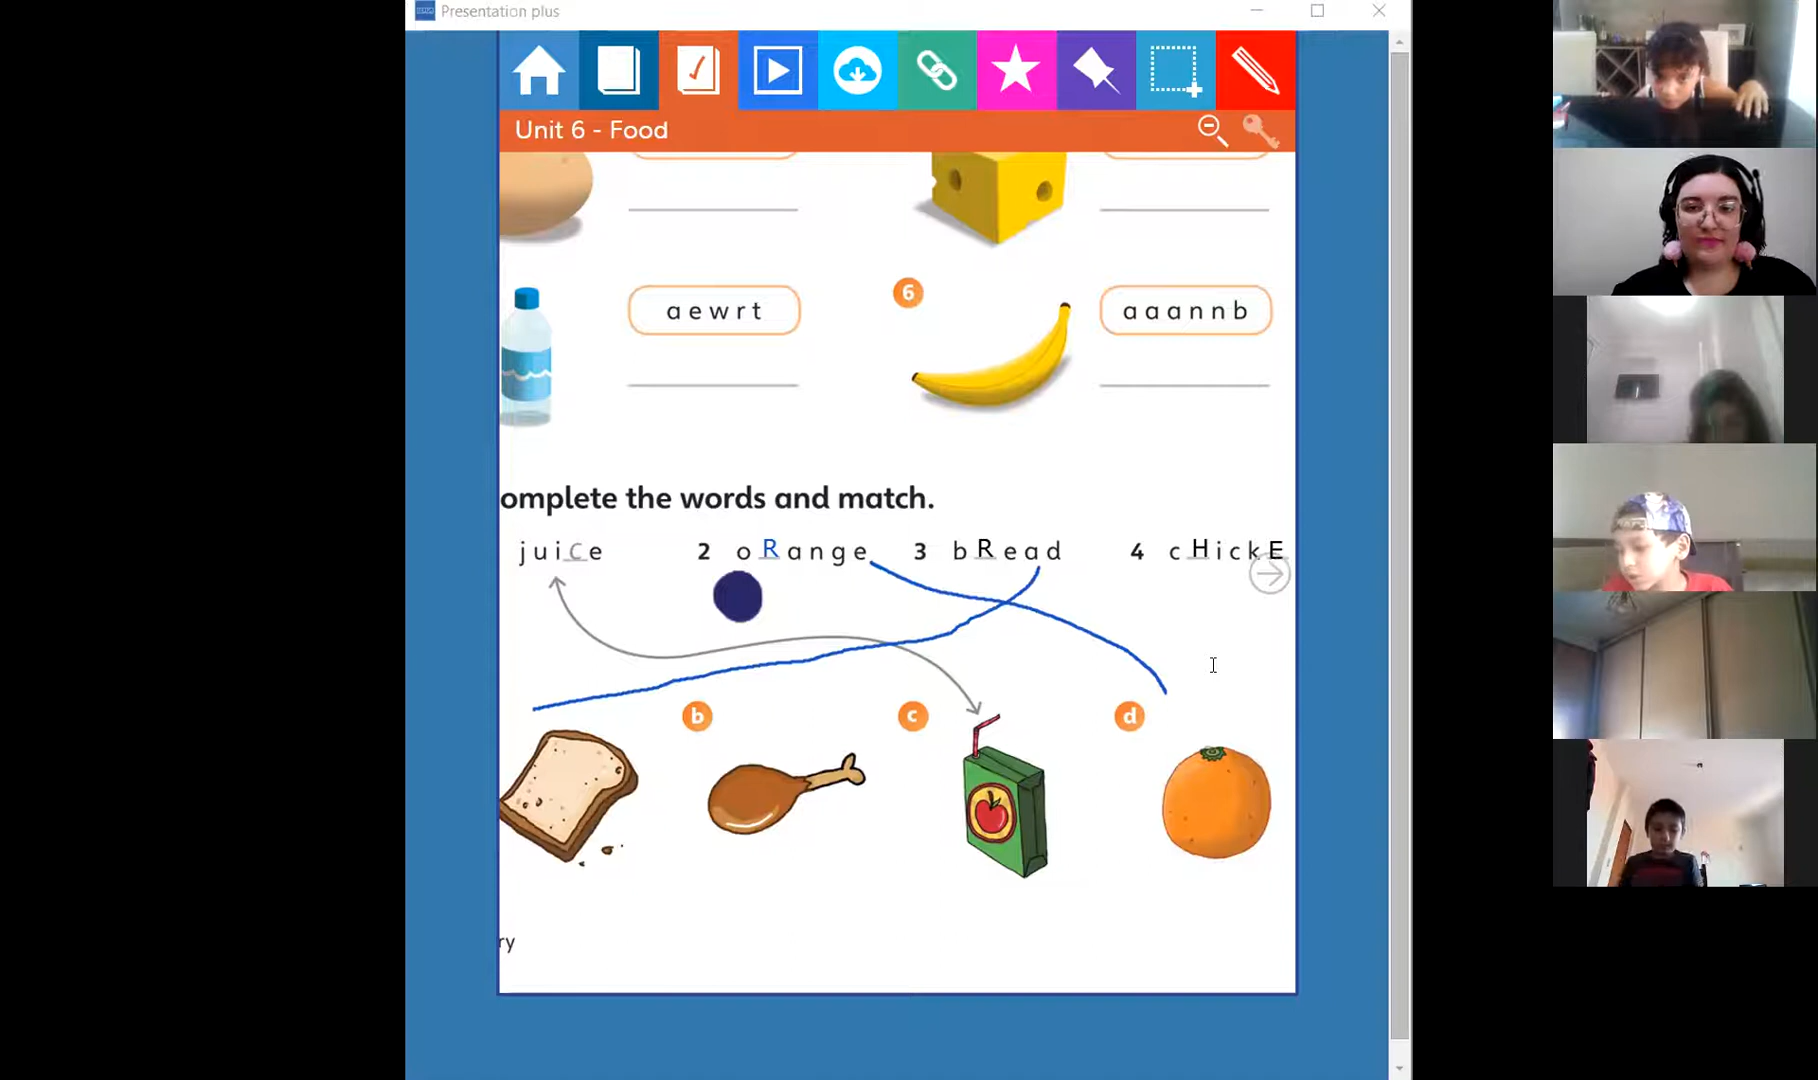 Presentation plus
Unit 6 - Food
a e w r t
6
a a a n n b
omplete the words and match.
j u i c e
2 o R a n g e
3 b R e a d
4 c H i c k E
b
c
d
ry